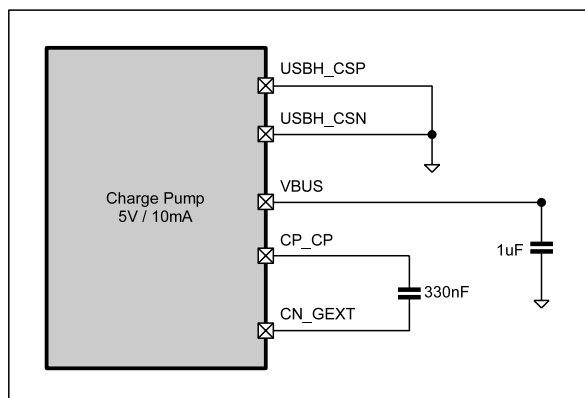 USBH_CSP
USBH_CSN
VBUS
Charge Pump
5V / 10mA
CP_CP
1uF
330nF
CN_GEXT